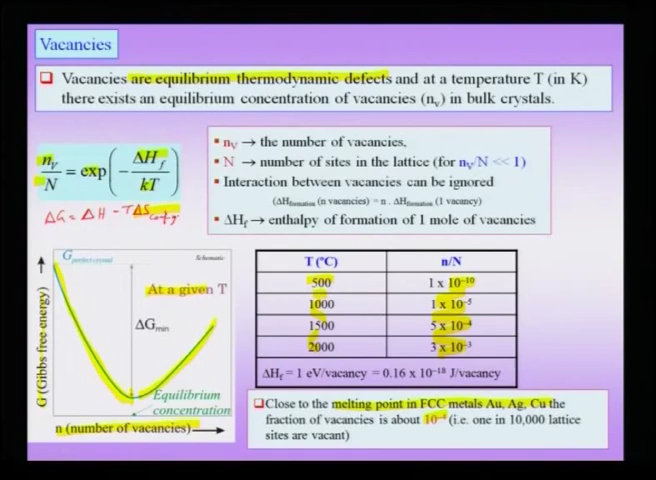 Vacancies
Vacancies are equilibrium thermodynamic defects and at a temperature T (in K)
there exists an equilibrium concentration of vacancies (nv) in bulk crystals.
nv/N = exp(−ΔHf/kT)
ΔG = ΔH − TΔS config
▪ nv → the number of vacancies,
▪ N → number of sites in the lattice (for nv/N << 1)
▪ Interaction between vacancies can be ignored
(ΔHformation (n vacancies) = n . ΔHformation (1 vacancy)
▪ ΔHf → enthalpy of formation of 1 mole of vacancies
G perfect crystal
Schematic
At a given T
ΔGmin
G (Gibbs free energy)
Equilibrium
concentration
n (number of vacancies)
T (ºC) n/N
500 1 x 10⁻¹⁰
1000 1 x 10⁻⁵
1500 5 x 10⁻⁴
2000 3 x 10⁻³
ΔHf = 1 eV/vacancy = 0.16 x 10⁻¹⁸ J/vacancy
Close to the melting point in FCC metals Au, Ag, Cu the
fraction of vacancies is about 10⁻⁴ (i.e. one in 10,000 lattice
sites are vacant)